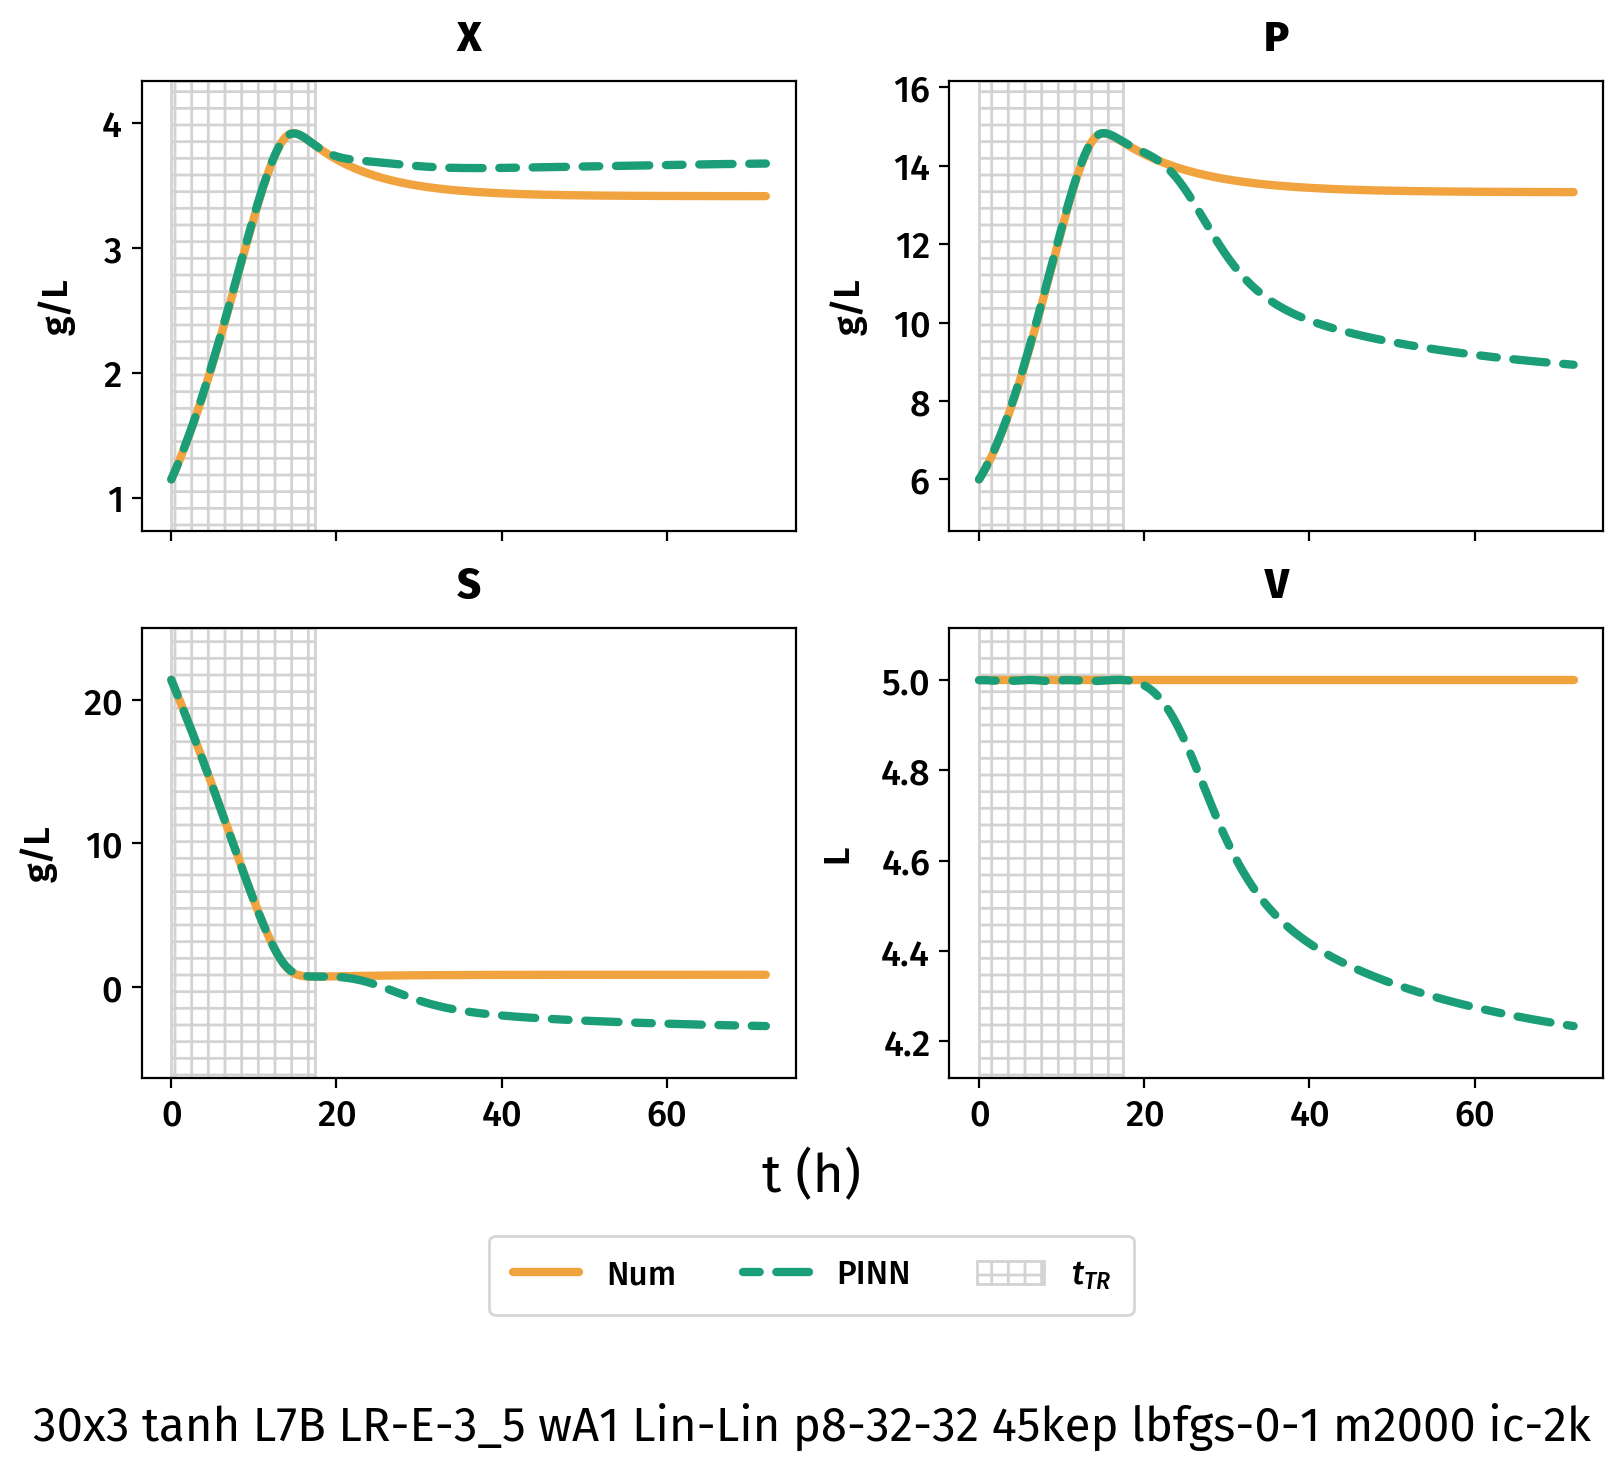 X
4
3
2
1
g/L
P
16
14
12
10
8
6
g/L
S
20
10
0
g/L
0 20 40 60
V
5.0
4.8
4.6
4.4
4.2
L
0 20 40 60
t (h)
Num PINN t_TR
30x3 tanh L7B LR-E-3_5 wA1 Lin-Lin p8-32-32 45kep lbfgs-0-1 m2000 ic-2k